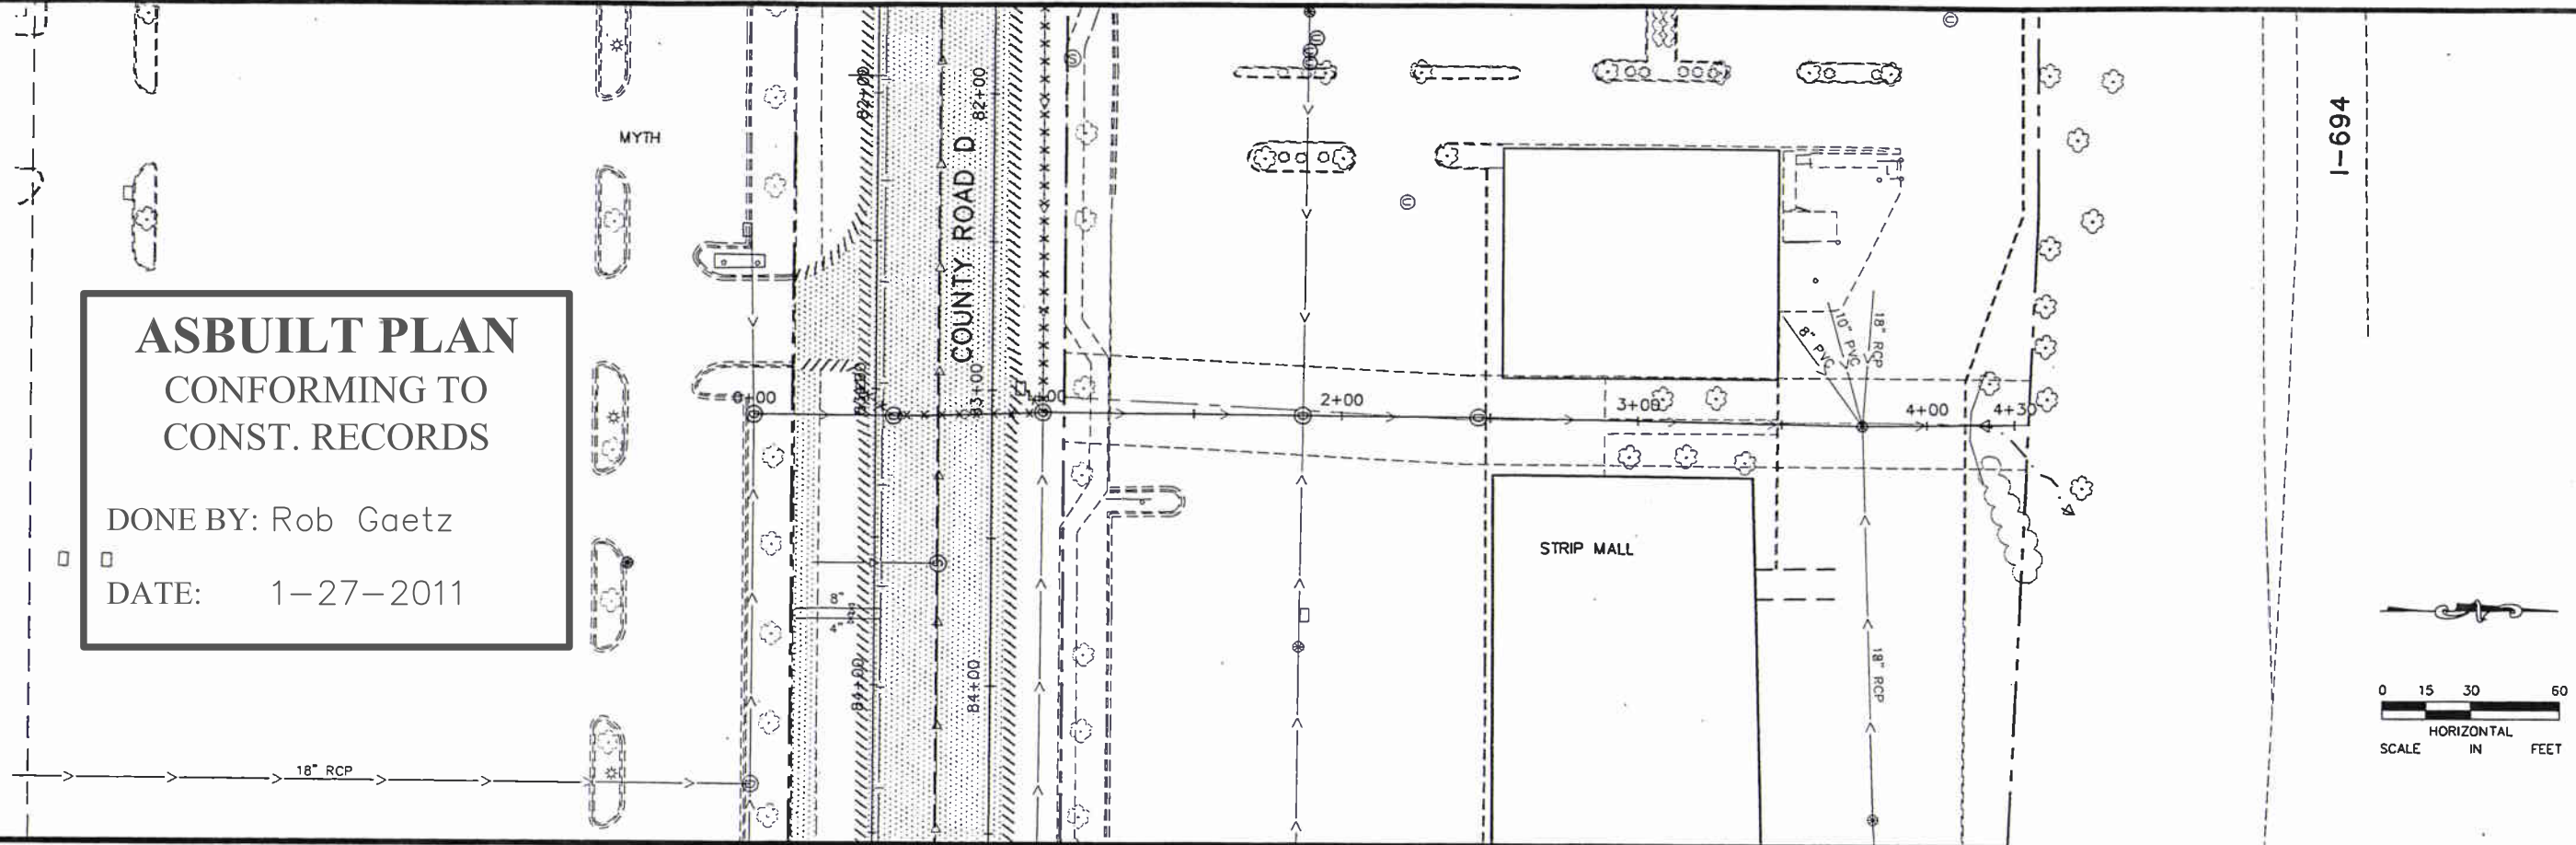 MYTH
82+00
82+00
COUNTY ROAD D
I-694
ASBUILT PLAN
CONFORMING TO
CONST. RECORDS
DONE BY: Rob Gaetz
DATE: 1-27-2011
8" PVC
10" PVC
18" RCP
83+00
0+00
2+00
3+00
4+00
4+30
STRIP MALL
8"
4"
84+00
84+00
18" RCP
18" RCP
0 15 30 60
HORIZONTAL
SCALE IN FEET